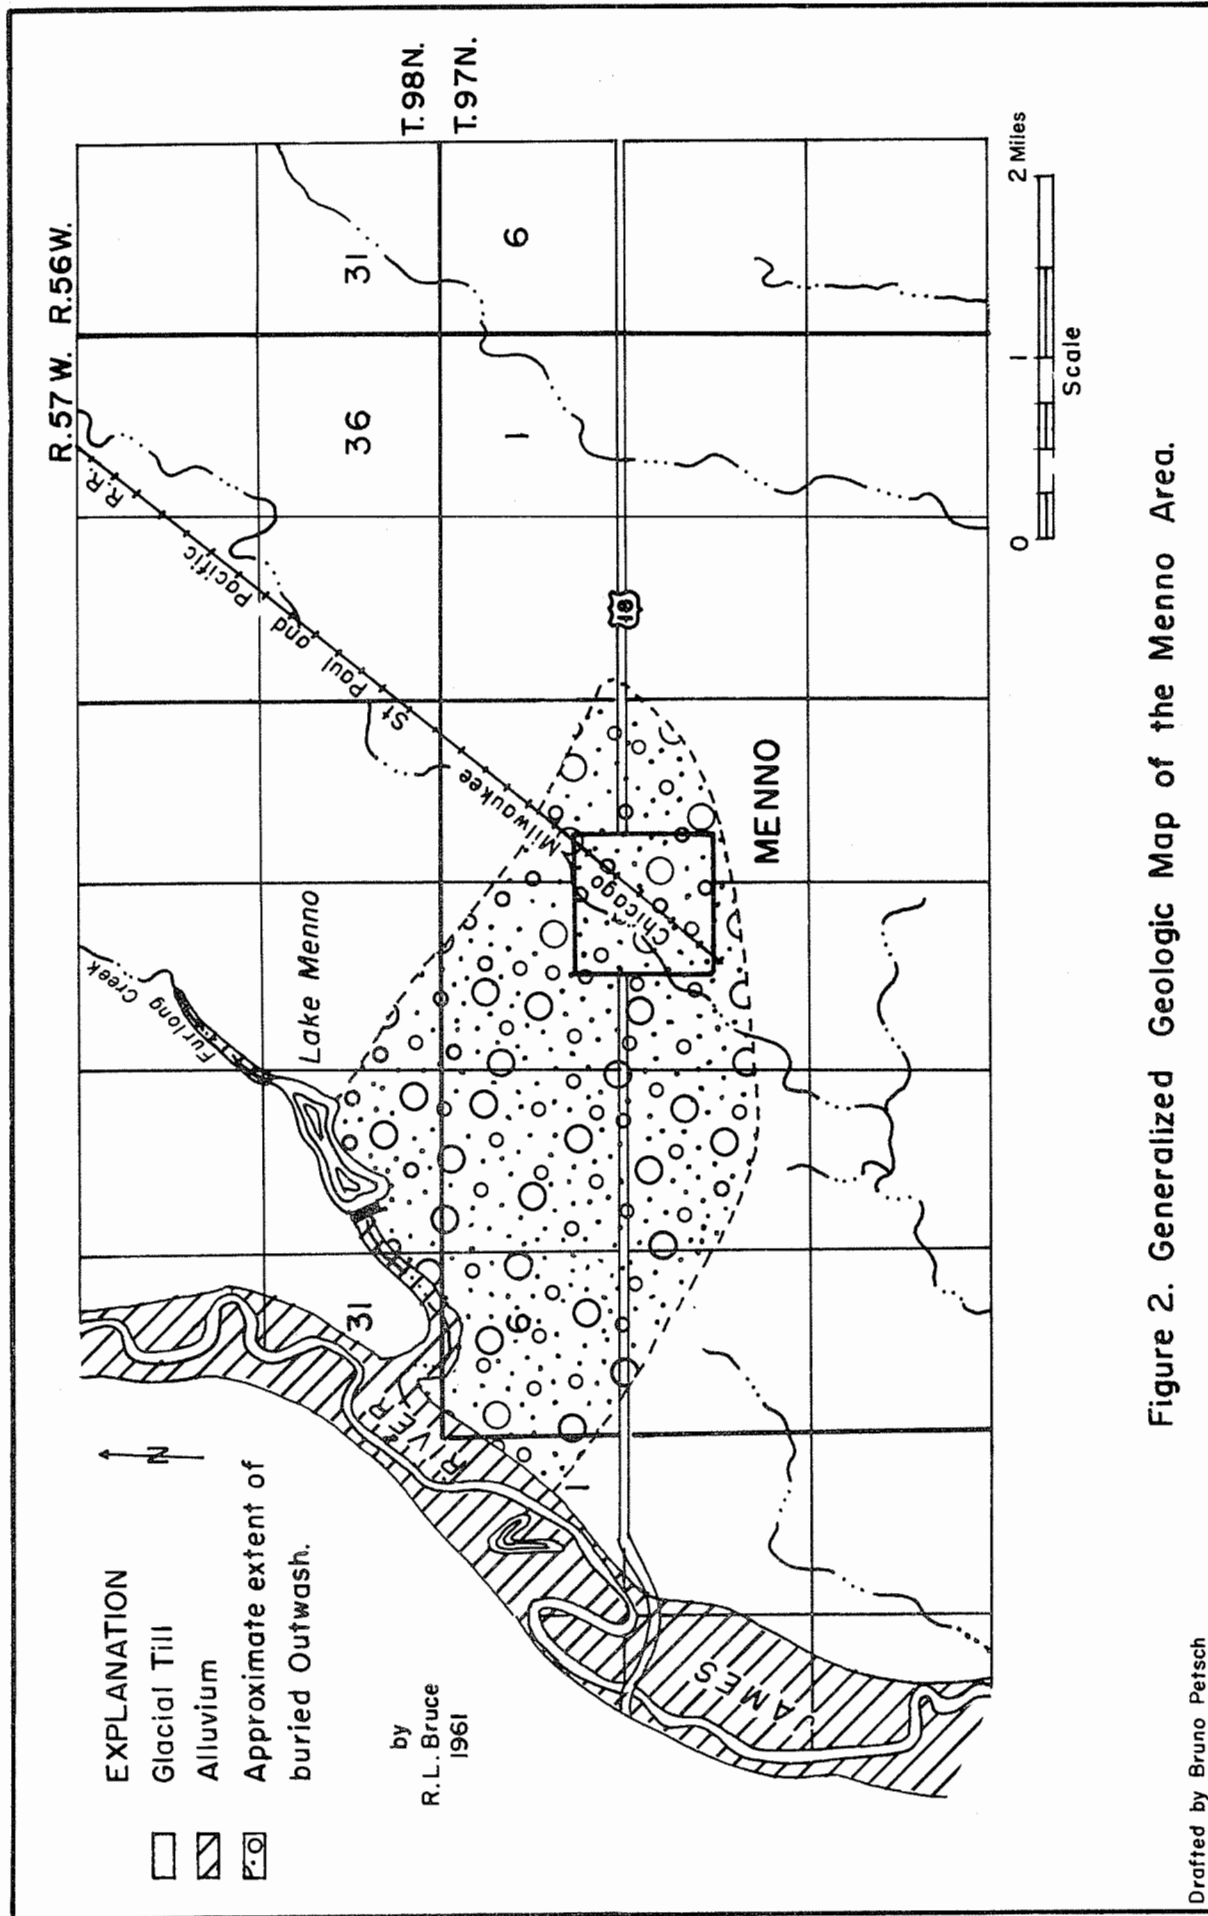 R.57 W. R.56W.
T.98N.
T.97N.
EXPLANATION
Glacial Till
Alluvium
Approximate extent of
buried Outwash.
N
by
R.L. Bruce
1961
Furlong Creek
Lake Menno
Chicago Milwaukee St Paul and Pacific R.R.
31
36
31
6
1
6
1
JAMES RIVER
18
MENNO
0 1 2 Miles
Scale
Figure 2. Generalized Geologic Map of the Menno Area.
Drafted by Bruno Petsch